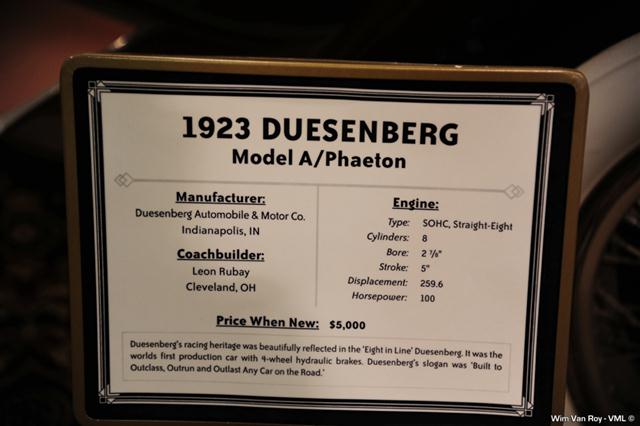 1923 DUESENBERG
Model A/Phaeton
Manufacturer:
Duesenberg Automobile & Motor Co.
Indianapolis, IN
Coachbuilder:
Leon Rubay
Cleveland, OH
Engine:
Type: SOHC, Straight-Eight
Cylinders: 8
Bore: 2 ⅞"
Stroke: 5"
Displacement: 259.6
Horsepower: 100
Price When New: $5,000
Duesenberg's racing heritage was beautifully reflected in the 'Eight in Line' Duesenberg. It was the
worlds first production car with 4-wheel hydraulic brakes. Duesenberg's slogan was 'Built to
Outclass, Outrun and Outlast Any Car on the Road.'
Wim Van Roy - VML ©